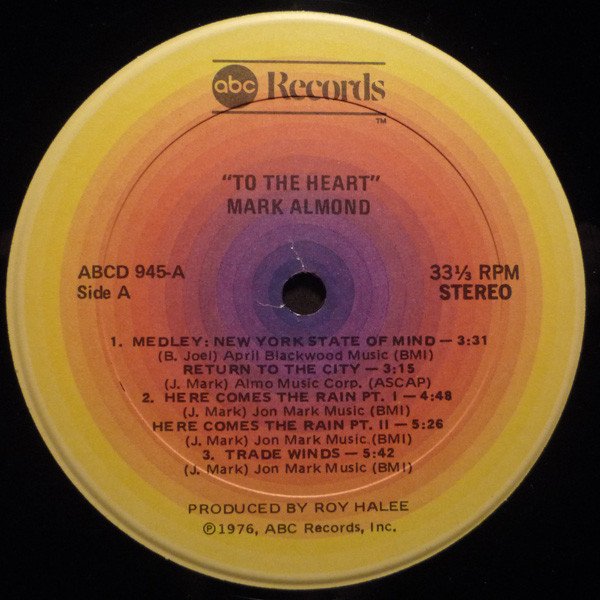 abc Records
TM
"TO THE HEART"
MARK ALMOND
ABCD 945-A
Side A
33⅓ RPM
STEREO
1. MEDLEY: NEW YORK STATE OF MIND — 3:31
(B. Joel) April Blackwood Music (BMI)
RETURN TO THE CITY — 3:15
(J. Mark) Almo Music Corp. (ASCAP)
2. HERE COMES THE RAIN PT. I — 4:48
(J. Mark) Jon Mark Music (BMI)
HERE COMES THE RAIN PT. II — 5:26
(J. Mark) Jon Mark Music (BMI)
3. TRADE WINDS — 5:42
(J. Mark) Jon Mark Music (BMI)
PRODUCED BY ROY HALEE
℗1976, ABC Records, Inc.